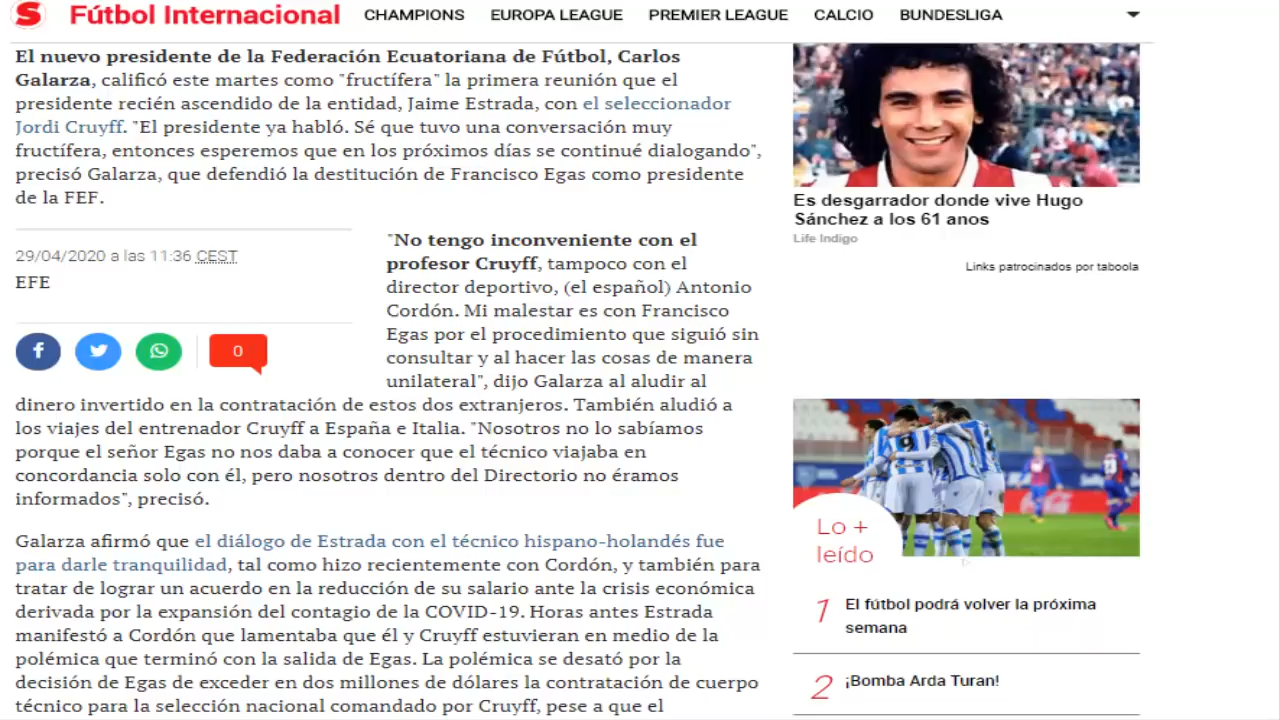 S Fútbol Internacional CHAMPIONS EUROPA LEAGUE PREMIER LEAGUE CALCIO BUNDESLIGA
El nuevo presidente de la Federación Ecuatoriana de Fútbol, Carlos
Galarza, calificó este martes como "fructífera" la primera reunión que el
presidente recién ascendido de la entidad, Jaime Estrada, con el seleccionador
Jordi Cruyff. "El presidente ya habló. Sé que tuvo una conversación muy
fructífera, entonces esperemos que en los próximos días se continué dialogando",
precisó Galarza, que defendió la destitución de Francisco Egas como presidente
de la FEF.
29/04/2020 a las 11:36 CEST
EFE
0
"No tengo inconveniente con el
profesor Cruyff, tampoco con el
director deportivo, (el español) Antonio
Cordón. Mi malestar es con Francisco
Egas por el procedimiento que siguió sin
consultar y al hacer las cosas de manera
unilateral", dijo Galarza al aludir al
dinero invertido en la contratación de estos dos extranjeros. También aludió a
los viajes del entrenador Cruyff a España e Italia. "Nosotros no lo sabíamos
porque el señor Egas no nos daba a conocer que el técnico viajaba en
concordancia solo con él, pero nosotros dentro del Directorio no éramos
informados", precisó.
Galarza afirmó que el diálogo de Estrada con el técnico hispano-holandés fue
para darle tranquilidad, tal como hizo recientemente con Cordón, y también para
tratar de lograr un acuerdo en la reducción de su salario ante la crisis económica
derivada por la expansión del contagio de la COVID-19. Horas antes Estrada
manifestó a Cordón que lamentaba que él y Cruyff estuvieran en medio de la
polémica que terminó con la salida de Egas. La polémica se desató por la
decisión de Egas de exceder en dos millones de dólares la contratación de cuerpo
técnico para la selección nacional comandado por Cruyff, pese a que el
Es desgarrador donde vive Hugo
Sánchez a los 61 anos
Life Indigo
Links patrocinados por taboola
9
Lo +
leído
1 El fútbol podrá volver la próxima
semana
2 ¡Bomba Arda Turan!